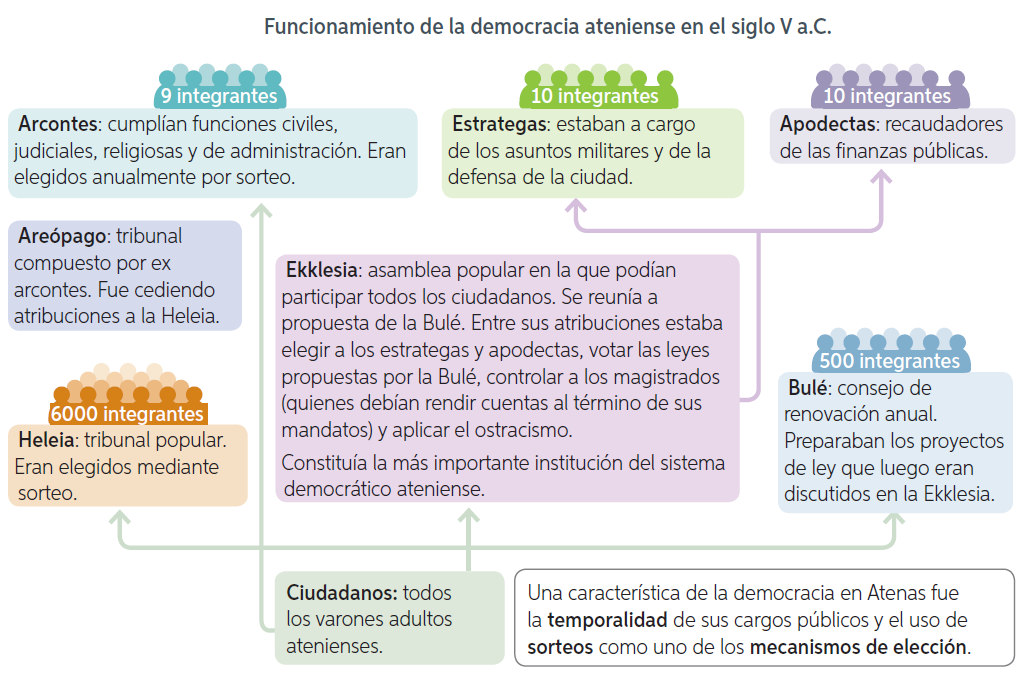 Funcionamiento de la democracia ateniense en el siglo V a.C.
9 integrantes
Arcontes: cumplían funciones civiles,
judiciales, religiosas y de administración. Eran
elegidos anualmente por sorteo.
10 integrantes
Estrategas: estaban a cargo
de los asuntos militares y de la
defensa de la ciudad.
10 integrantes
Apodectas: recaudadores
de las finanzas públicas.
Areópago: tribunal
compuesto por ex
arcontes. Fue cediendo
atribuciones a la Heleia.
Ekklesia: asamblea popular en la que podían
participar todos los ciudadanos. Se reunía a
propuesta de la Bulé. Entre sus atribuciones estaba
elegir a los estrategas y apodectas, votar las leyes
propuestas por la Bulé, controlar a los magistrados
(quienes debían rendir cuentas al término de sus
mandatos) y aplicar el ostracismo.
Constituía la más importante institución del sistema
democrático ateniense.
500 integrantes
Bulé: consejo de
renovación anual.
Preparaban los proyectos
de ley que luego eran
discutidos en la Ekklesia.
6000 integrantes
Heleia: tribunal popular.
Eran elegidos mediante
sorteo.
Ciudadanos: todos
los varones adultos
atenienses.
Una característica de la democracia en Atenas fue
la temporalidad de sus cargos públicos y el uso de
sorteos como uno de los mecanismos de elección.